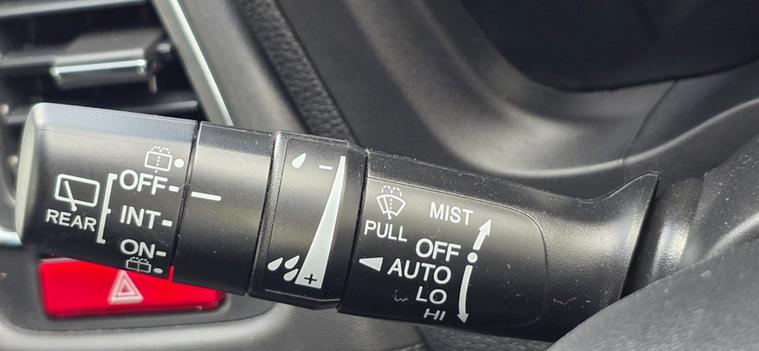 OFF
REAR
INT
ON
−
+
PULL
MIST
OFF
AUTO
LO
HI